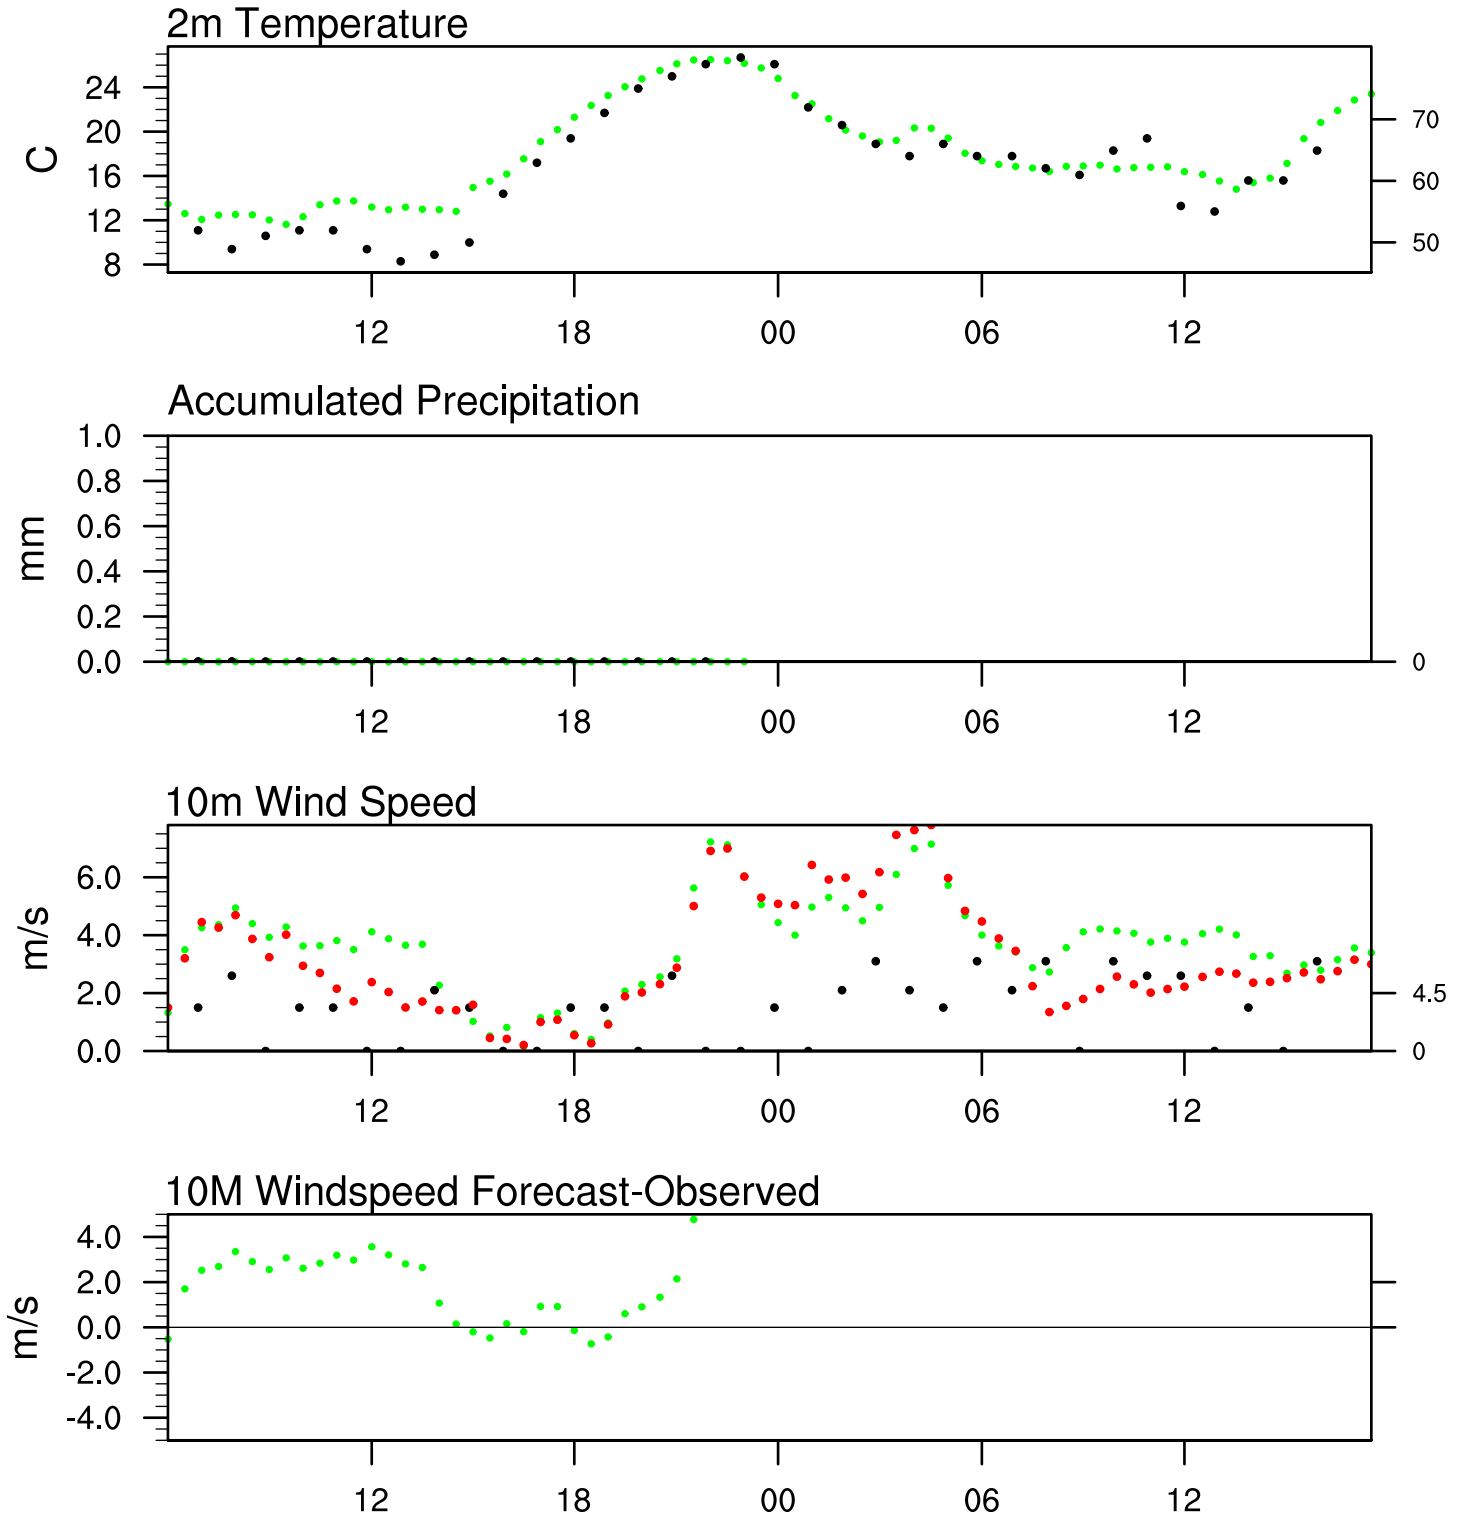 2m Temperature
24
20
16
12
8
C
70
60
50
12 18 00 06 12
Accumulated Precipitation
1.0
0.8
0.6
0.4
0.2
0.0
mm
0
12 18 00 06 12
10m Wind Speed
6.0
4.0
2.0
0.0
m/s
4.5
0
12 18 00 06 12
10M Windspeed Forecast-Observed
4.0
2.0
0.0
-2.0
-4.0
m/s
12 18 00 06 12